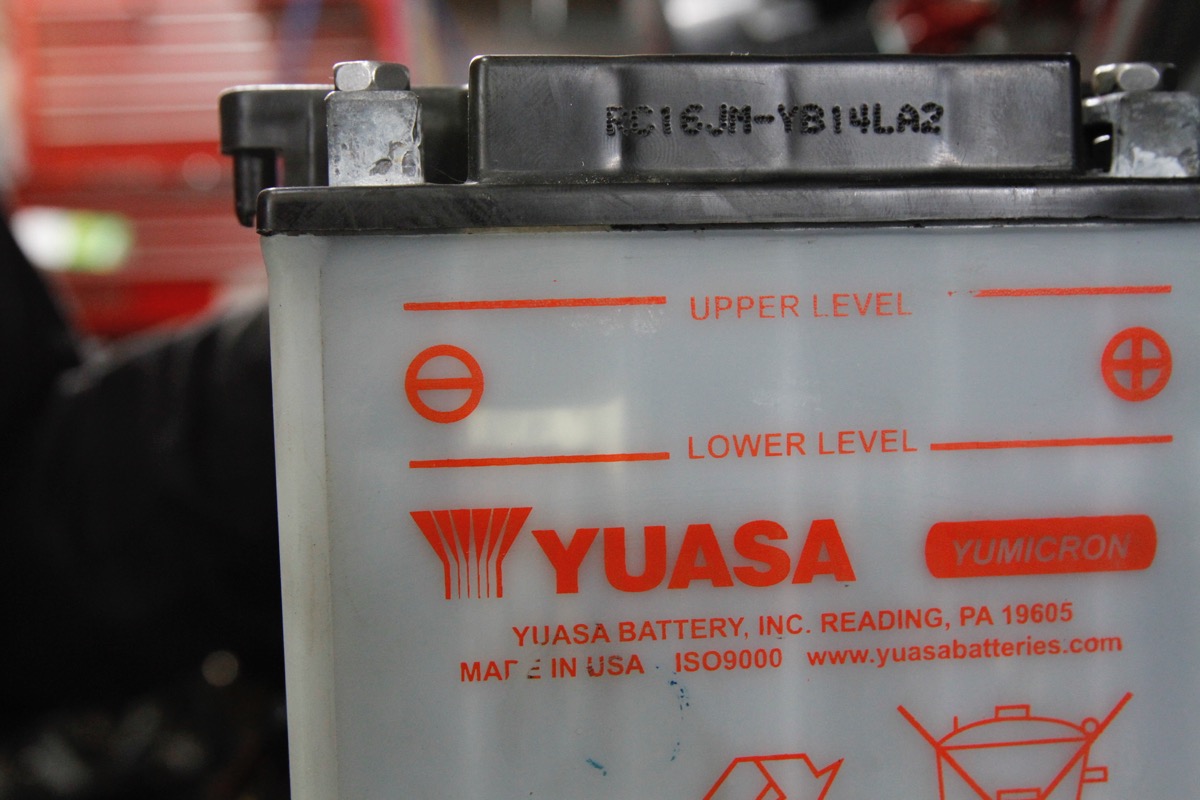 RC16JM-YB14LA2
UPPER LEVEL
LOWER LEVEL
YUASA YUMICRON
YUASA BATTERY, INC. READING, PA 19605
MADE IN USA ISO9000 www.yuasabatteries.com